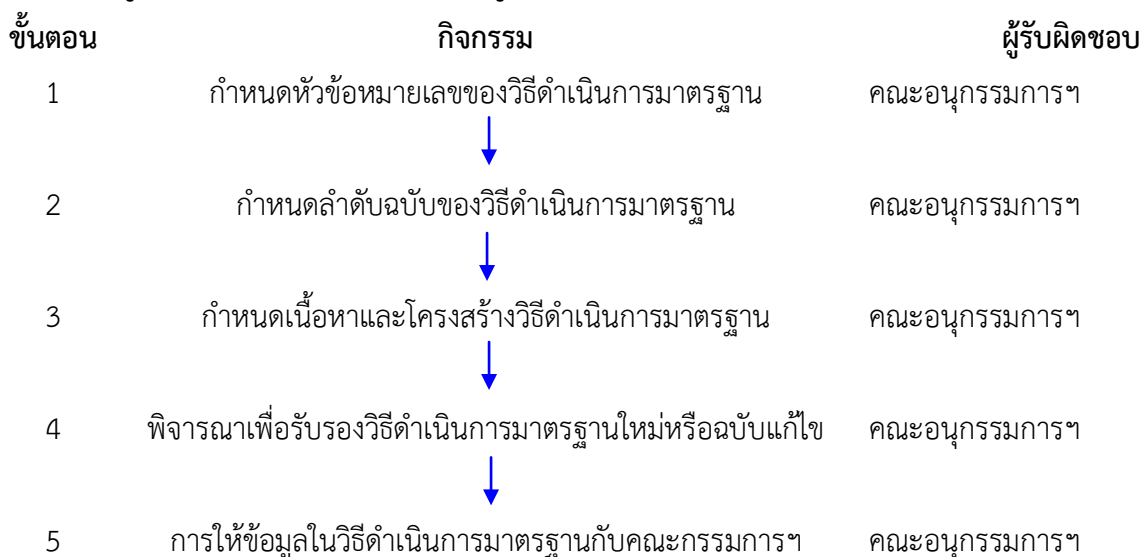 ขั้นตอน กิจกรรม ผู้รับผิดชอบ
1 กำหนดหัวข้อหมายเลขของวิธีดำเนินการมาตรฐาน คณะอนุกรรมการฯ
2 กำหนดลำดับฉบับของวิธีดำเนินการมาตรฐาน คณะอนุกรรมการฯ
3 กำหนดเนื้อหาและโครงสร้างวิธีดำเนินการมาตรฐาน คณะอนุกรรมการฯ
4 พิจารณาเพื่อรับรองวิธีดำเนินการมาตรฐานใหม่หรือฉบับแก้ไข คณะอนุกรรมการฯ
5 การให้ข้อมูลในวิธีดำเนินการมาตรฐานกับคณะกรรมการฯ คณะอนุกรรมการฯ